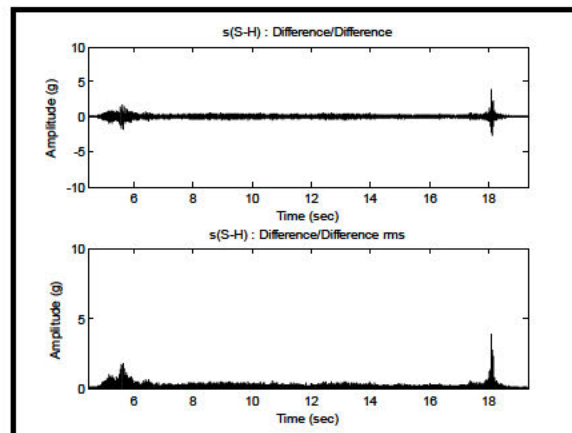 s(S-H) : Difference/Difference
10
5
0
-5
-10
Amplitude (g)
6 8 10 12 14 16 18
Time (sec)
s(S-H) : Difference/Difference rms
10
5
0
Amplitude (g)
6 8 10 12 14 16 18
Time (sec)